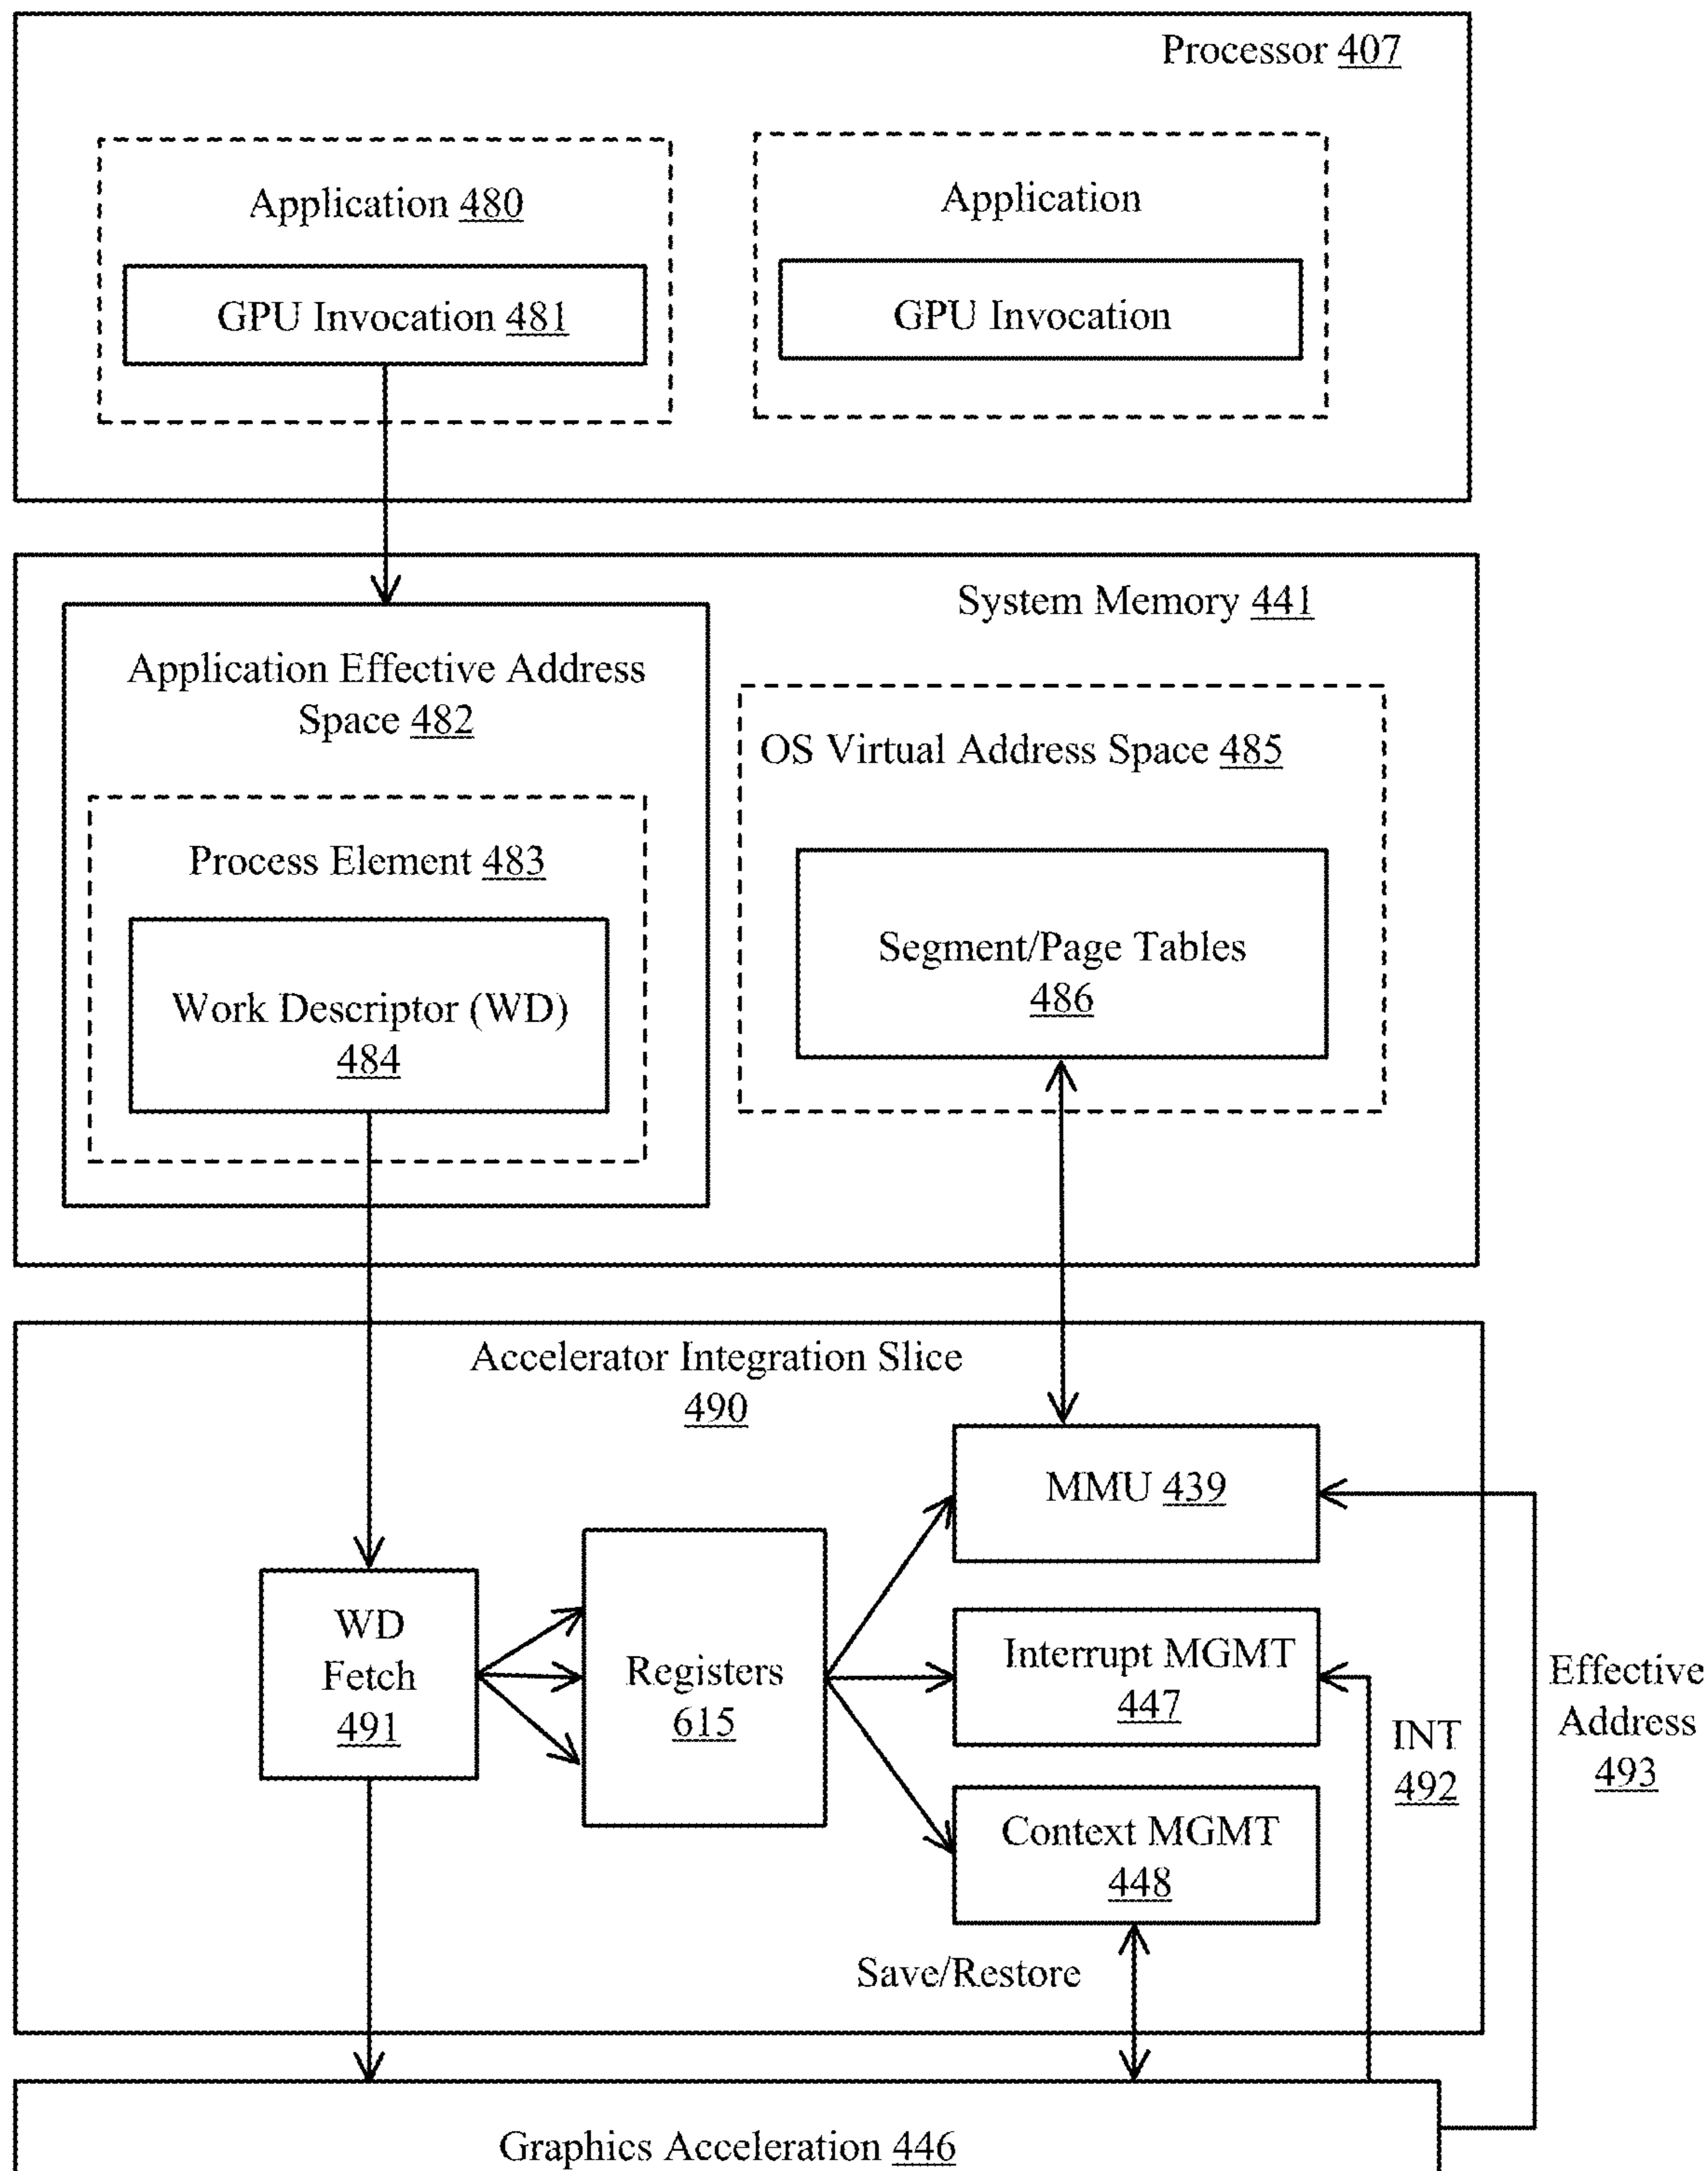 Processor 407
Application 480
GPU Invocation 481
Application
GPU Invocation
System Memory 441
Application Effective Address
Space 482
Process Element 483
Work Descriptor (WD)
484
OS Virtual Address Space 485
Segment/Page Tables
486
Accelerator Integration Slice
490
WD
Fetch
491
Registers
615
MMU 439
Interrupt MGMT
447
Context MGMT
448
Save/Restore
INT
492
Effective
Address
493
Graphics Acceleration 446